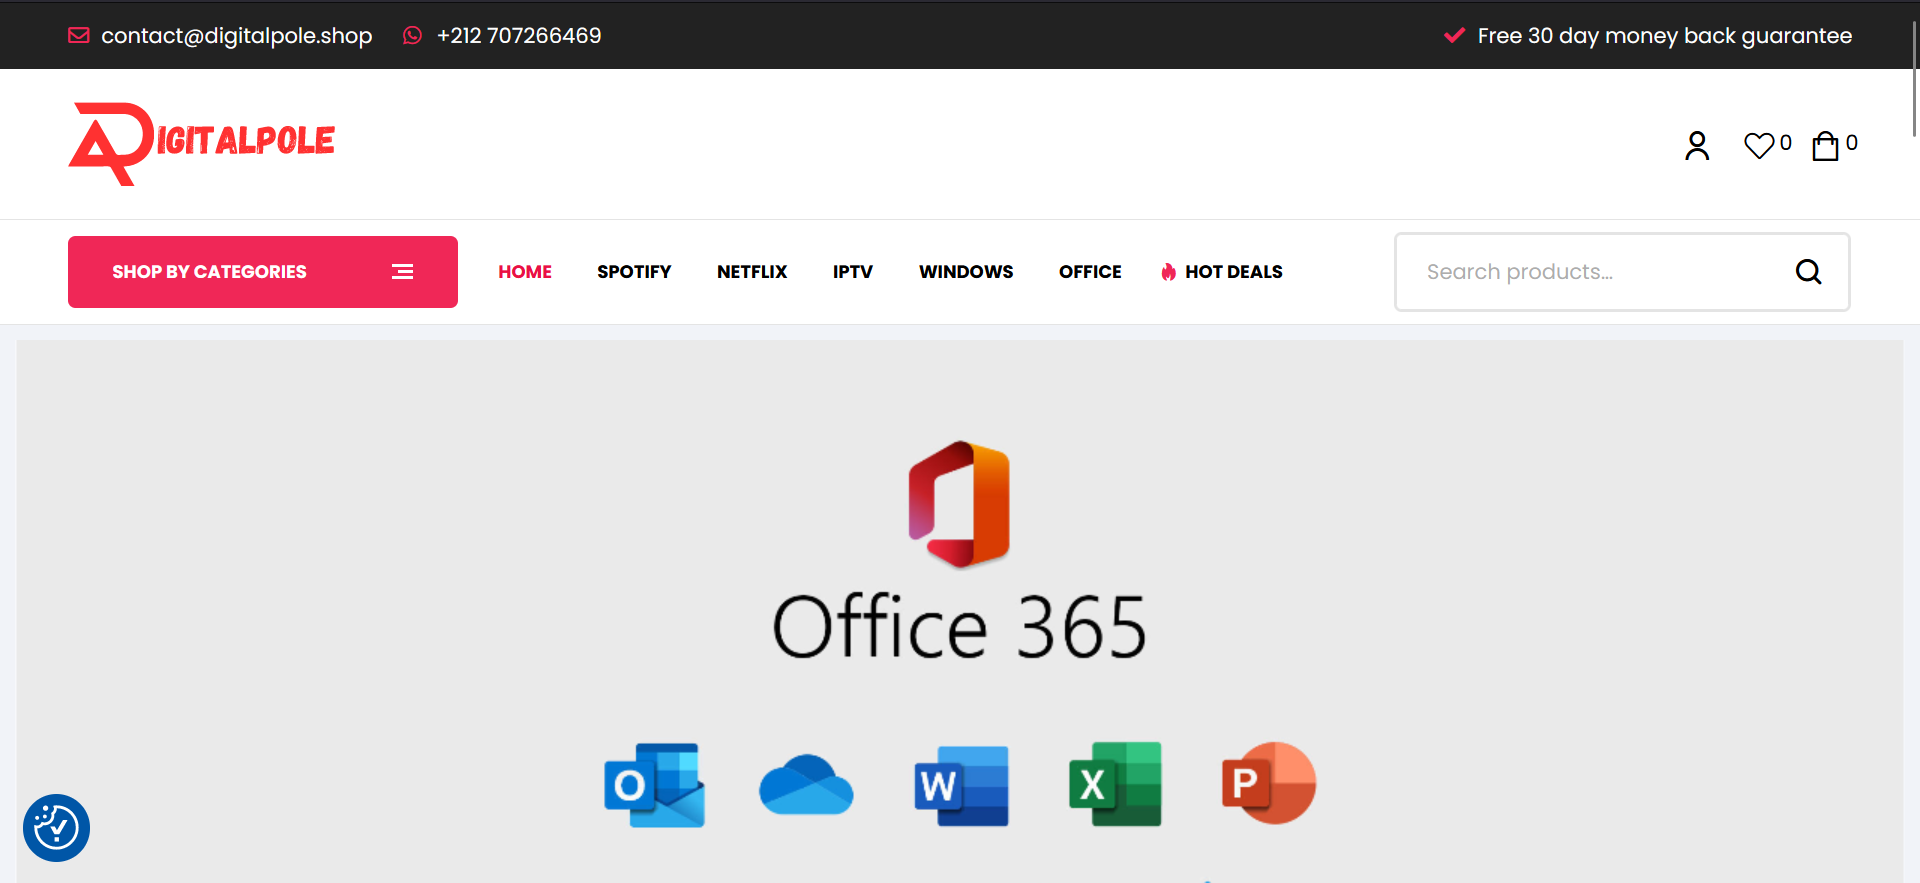 contact@digitalpole.shop +212 707266469 Free 30 day money back guarantee
DIGITALPOLE
0 0
SHOP BY CATEGORIES HOME SPOTIFY NETFLIX IPTV WINDOWS OFFICE HOT DEALS Search products...
Office 365
O W X P